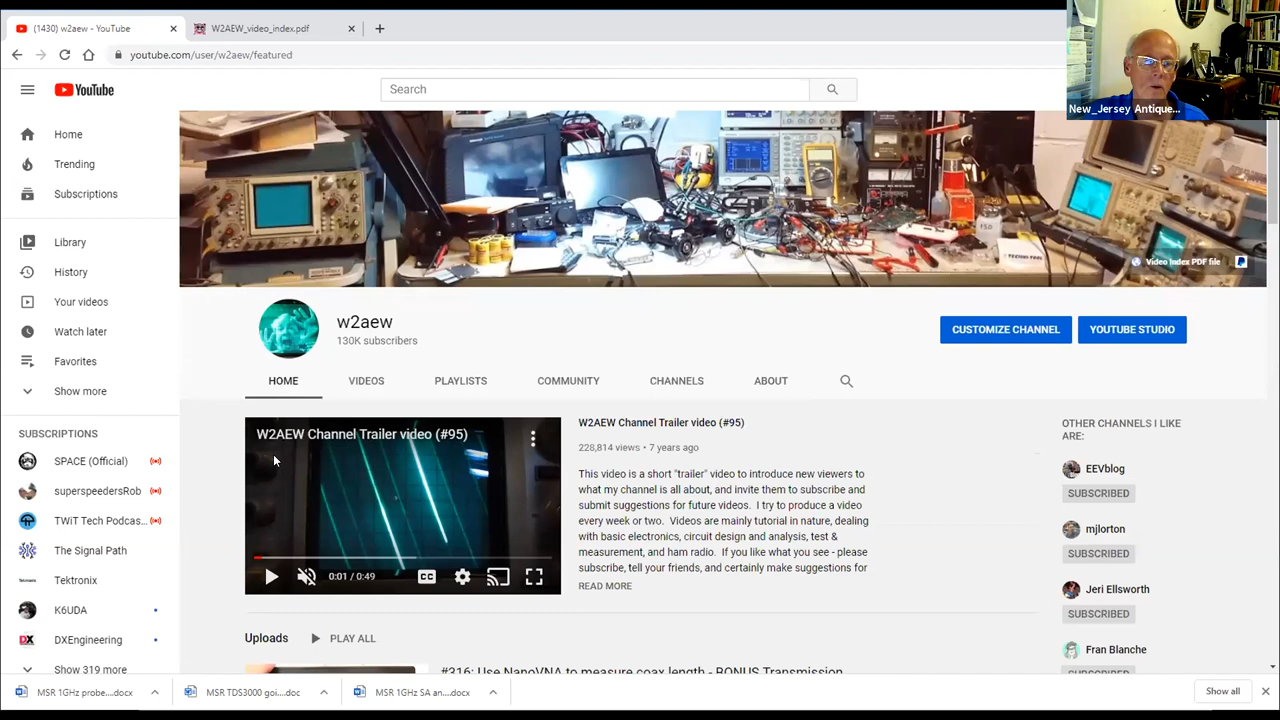 (1430) w2aew - YouTube
W2AEW_video_index.pdf
youtube.com/user/w2aew/featured
New_Jersey Antique...
YouTube
Search
Home
Trending
Subscriptions
Library
History
Your videos
Watch later
Favorites
Show more
SUBSCRIPTIONS
SPACE (Official)
superspeedersRob
TWiT Tech Podcas...
The Signal Path
Tektronix
K6UDA
DXEngineering
Show 319 more
Video Index PDF file
w2aew
130K subscribers
CUSTOMIZE CHANNEL
YOUTUBE STUDIO
HOME
VIDEOS
PLAYLISTS
COMMUNITY
CHANNELS
ABOUT
W2AEW Channel Trailer video (#95)
0:01 / 0:49
CC
W2AEW Channel Trailer video (#95)
228,814 views • 7 years ago
This video is a short "trailer" video to introduce new viewers to
what my channel is all about, and invite them to subscribe and
submit suggestions for future videos. I try to produce a video
every week or two. Videos are mainly tutorial in nature, dealing
with basic electronics, circuit design and analysis, test &
measurement, and ham radio. If you like what you see - please
subscribe, tell your friends, and certainly make suggestions for
READ MORE
OTHER CHANNELS I LIKE
ARE:
EEVblog
SUBSCRIBED
mjlorton
SUBSCRIBED
Jeri Ellsworth
SUBSCRIBED
Fran Blanche
Uploads
PLAY ALL
#316: Use NanoVNA to measure coax length - BONUS Transmission
MSR 1GHz probe....docx
MSR TDS3000 goi....doc
MSR 1GHz SA an....docx
Show all